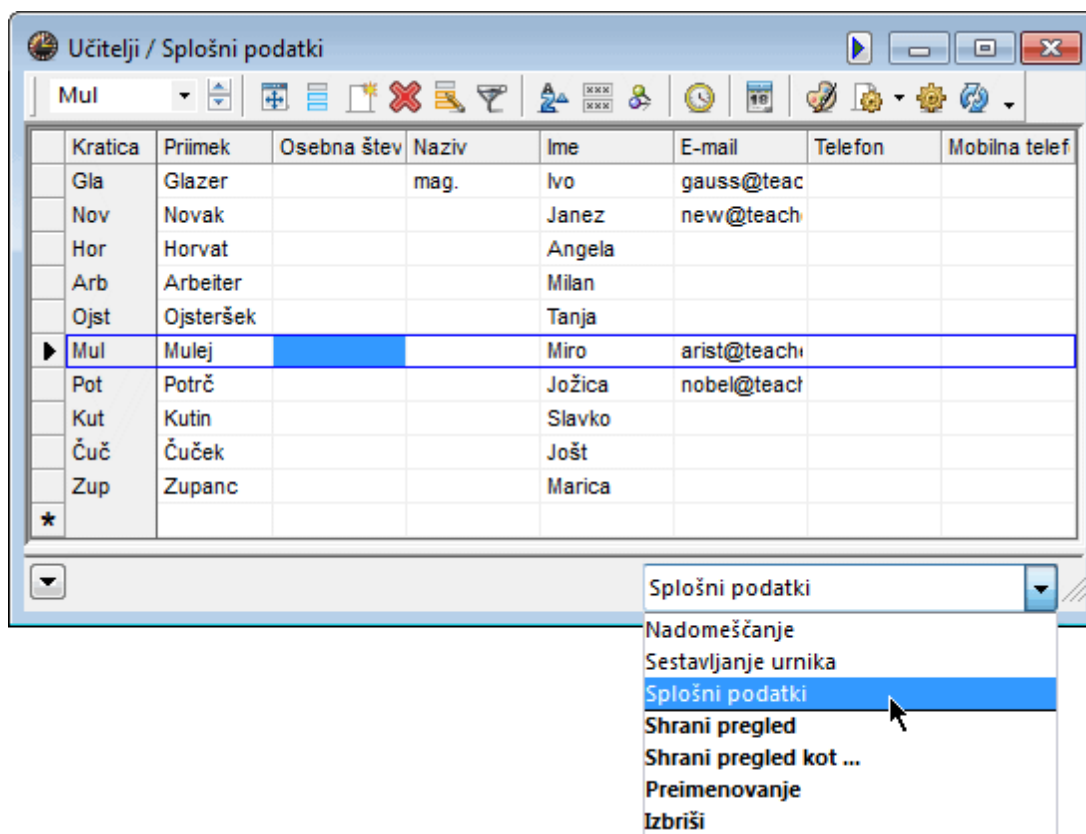 Učitelji / Splošni podatki
Mul
Kratica Priimek Osebna štev Naziv Ime E-mail Telefon Mobilna telef
Gla Glazer mag. Ivo gauss@teac
Nov Novak Janez new@teach
Hor Horvat Angela
Arb Arbeiter Milan
Ojst Ojsteršek Tanja
Mul Mulej Miro arist@teach
Pot Potrč Jožica nobel@teach
Kut Kutin Slavko
Čuč Čuček Jošt
Zup Zupanc Marica
*
Splošni podatki
Nadomeščanje
Sestavljanje urnika
Splošni podatki
Shrani pregled
Shrani pregled kot ...
Preimenovanje
Izbriši